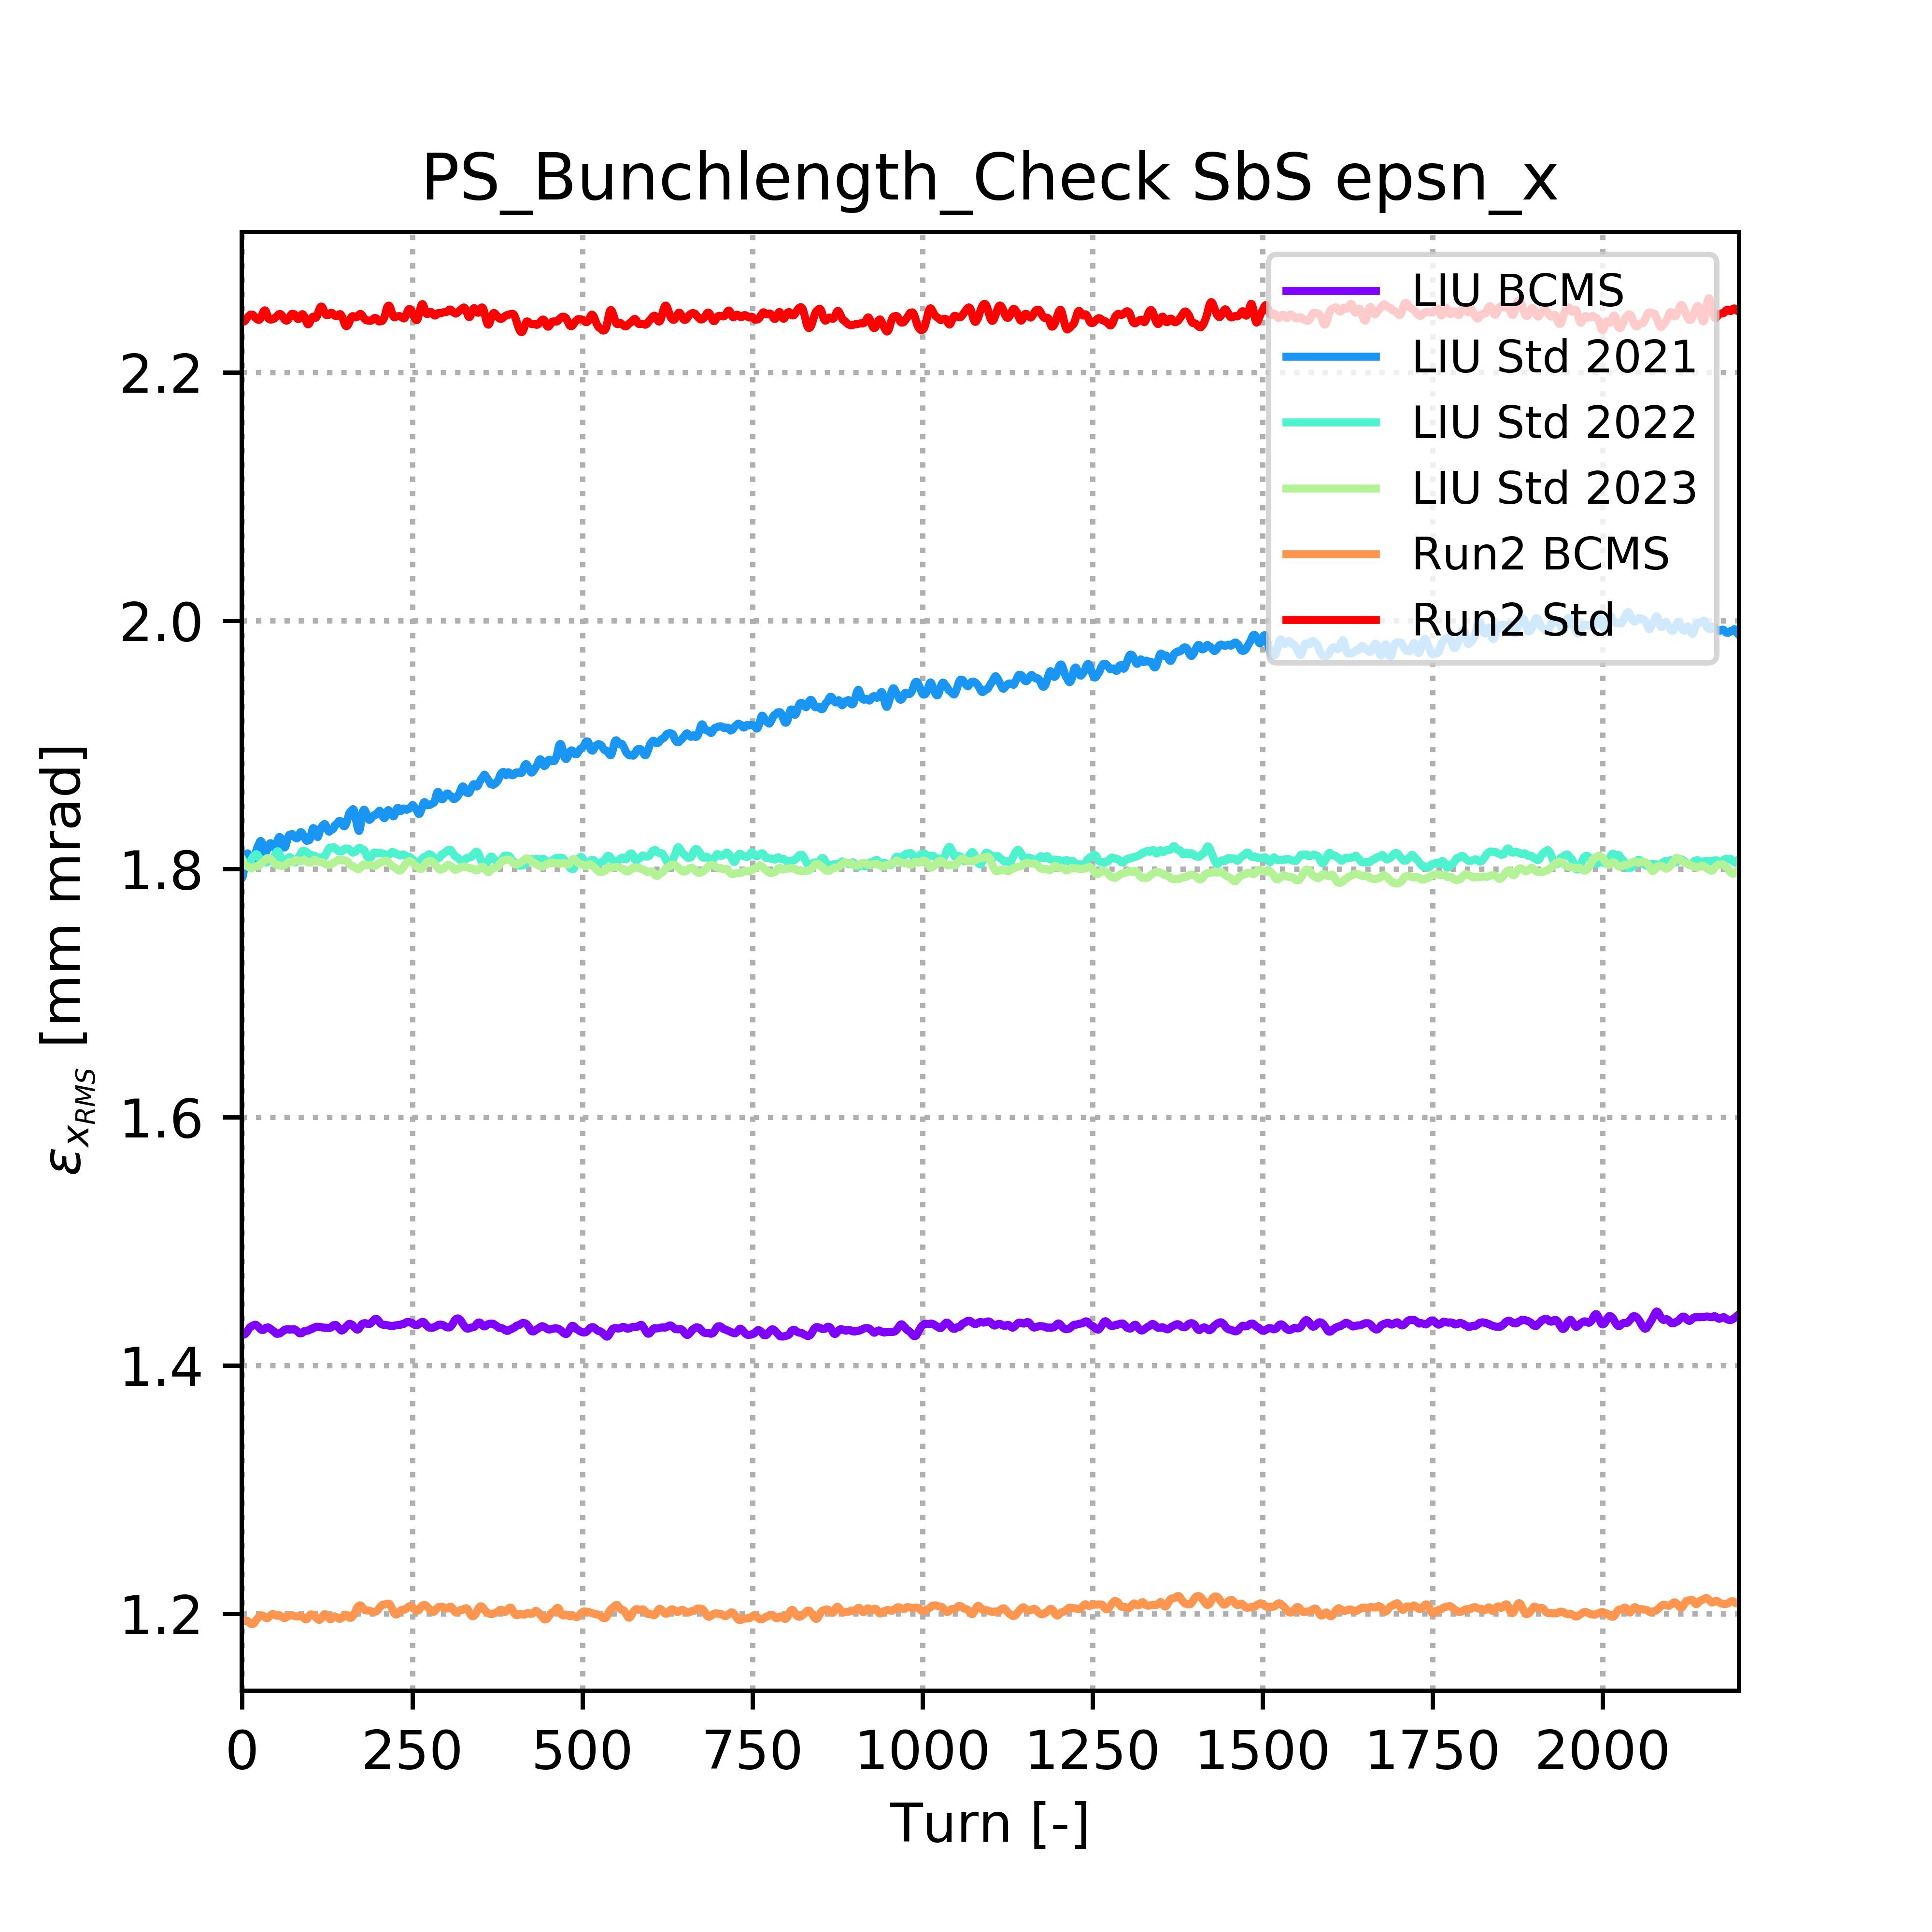 PS_Bunchlength_Check SbS epsn_x
LIU BCMS
LIU Std 2021
LIU Std 2022
LIU Std 2023
Run2 BCMS
Run2 Std
2.2
2.0
1.8
1.6
1.4
1.2
ε_{x_{RMS}} [mm mrad]
0 250 500 750 1000 1250 1500 1750 2000
Turn [-]